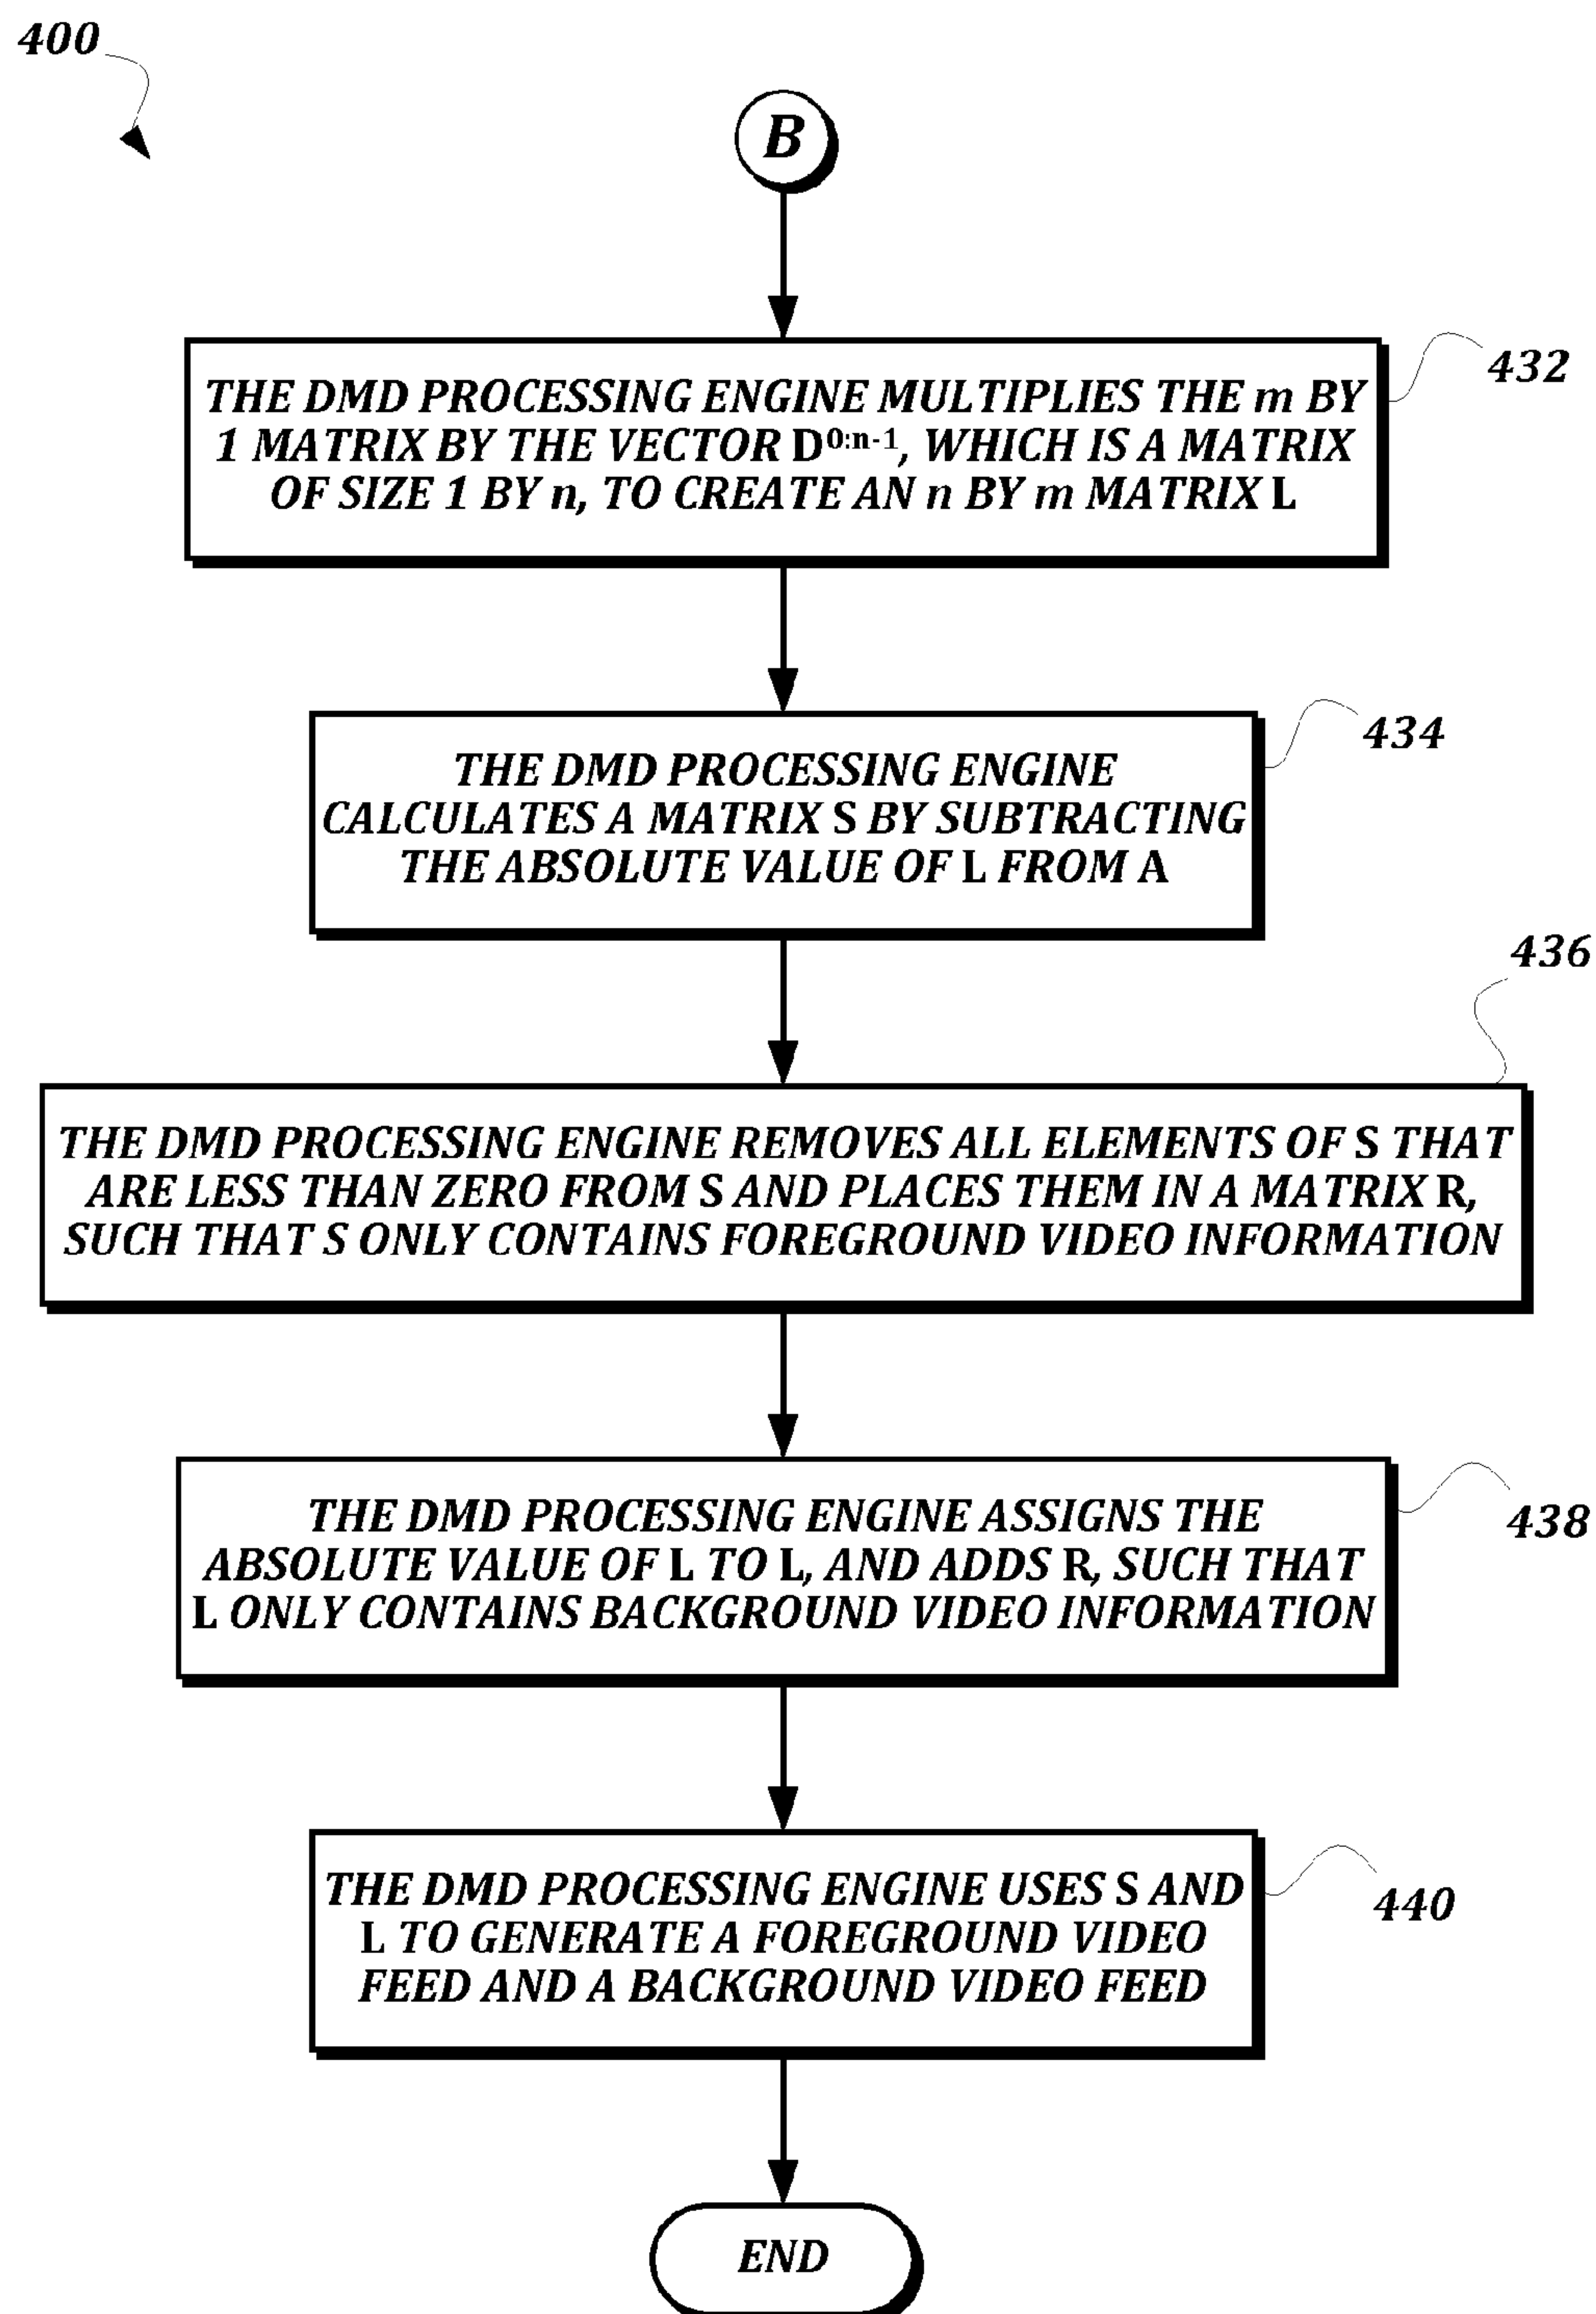 400
B
THE DMD PROCESSING ENGINE MULTIPLIES THE m BY
1 MATRIX BY THE VECTOR D⁰:ⁿ⁻¹, WHICH IS A MATRIX
OF SIZE 1 BY n, TO CREATE AN n BY m MATRIX L
432
THE DMD PROCESSING ENGINE
CALCULATES A MATRIX S BY SUBTRACTING
THE ABSOLUTE VALUE OF L FROM A
434
436
THE DMD PROCESSING ENGINE REMOVES ALL ELEMENTS OF S THAT
ARE LESS THAN ZERO FROM S AND PLACES THEM IN A MATRIX R,
SUCH THAT S ONLY CONTAINS FOREGROUND VIDEO INFORMATION
THE DMD PROCESSING ENGINE ASSIGNS THE
ABSOLUTE VALUE OF L TO L, AND ADDS R, SUCH THAT
L ONLY CONTAINS BACKGROUND VIDEO INFORMATION
438
THE DMD PROCESSING ENGINE USES S AND
L TO GENERATE A FOREGROUND VIDEO
FEED AND A BACKGROUND VIDEO FEED
440
END